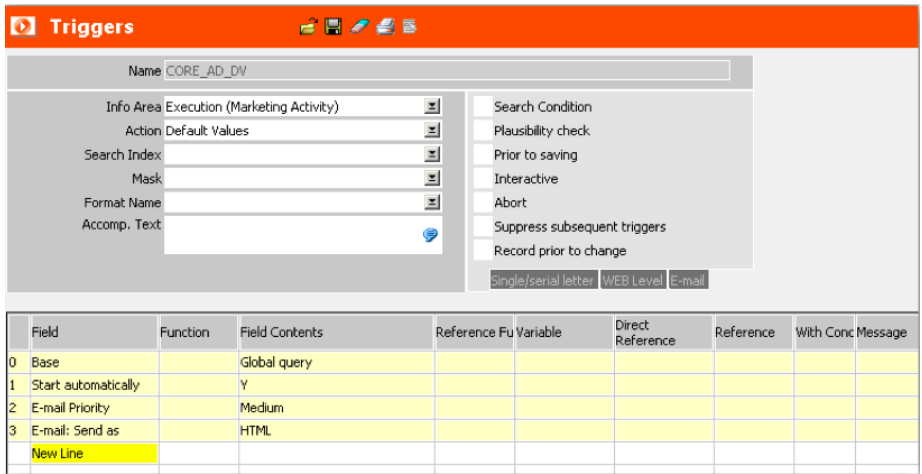 Triggers
Name CORE_AD_DV
Info Area Execution (Marketing Activity)
Action Default Values
Search Index
Mask
Format Name
Accomp. Text
Search Condition
Plausibility check
Prior to saving
Interactive
Abort
Suppress subsequent triggers
Record prior to change
Single/serial letter WEB Level E-mail
Field Function Field Contents Reference Fu Variable Direct Reference Reference With Conc Message
0 Base Global query
1 Start automatically Y
2 E-mail Priority Medium
3 E-mail: Send as HTML
New Line